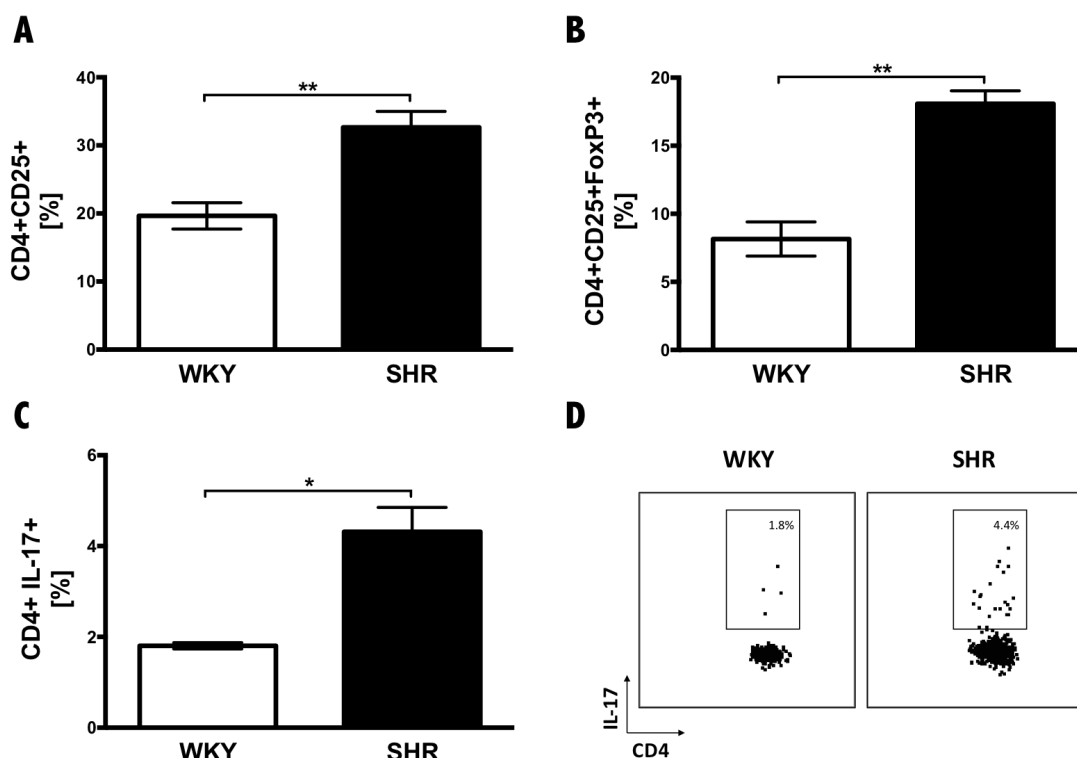 A
CD4+CD25+
[%]
40
30
20
10
0
**
WKY SHR
B
CD4+CD25+FoxP3+
[%]
20
15
10
5
0
**
WKY SHR
C
CD4+ IL-17+
[%]
6
4
2
0
*
WKY SHR
D
WKY SHR
1.8% 4.4%
IL-17
CD4